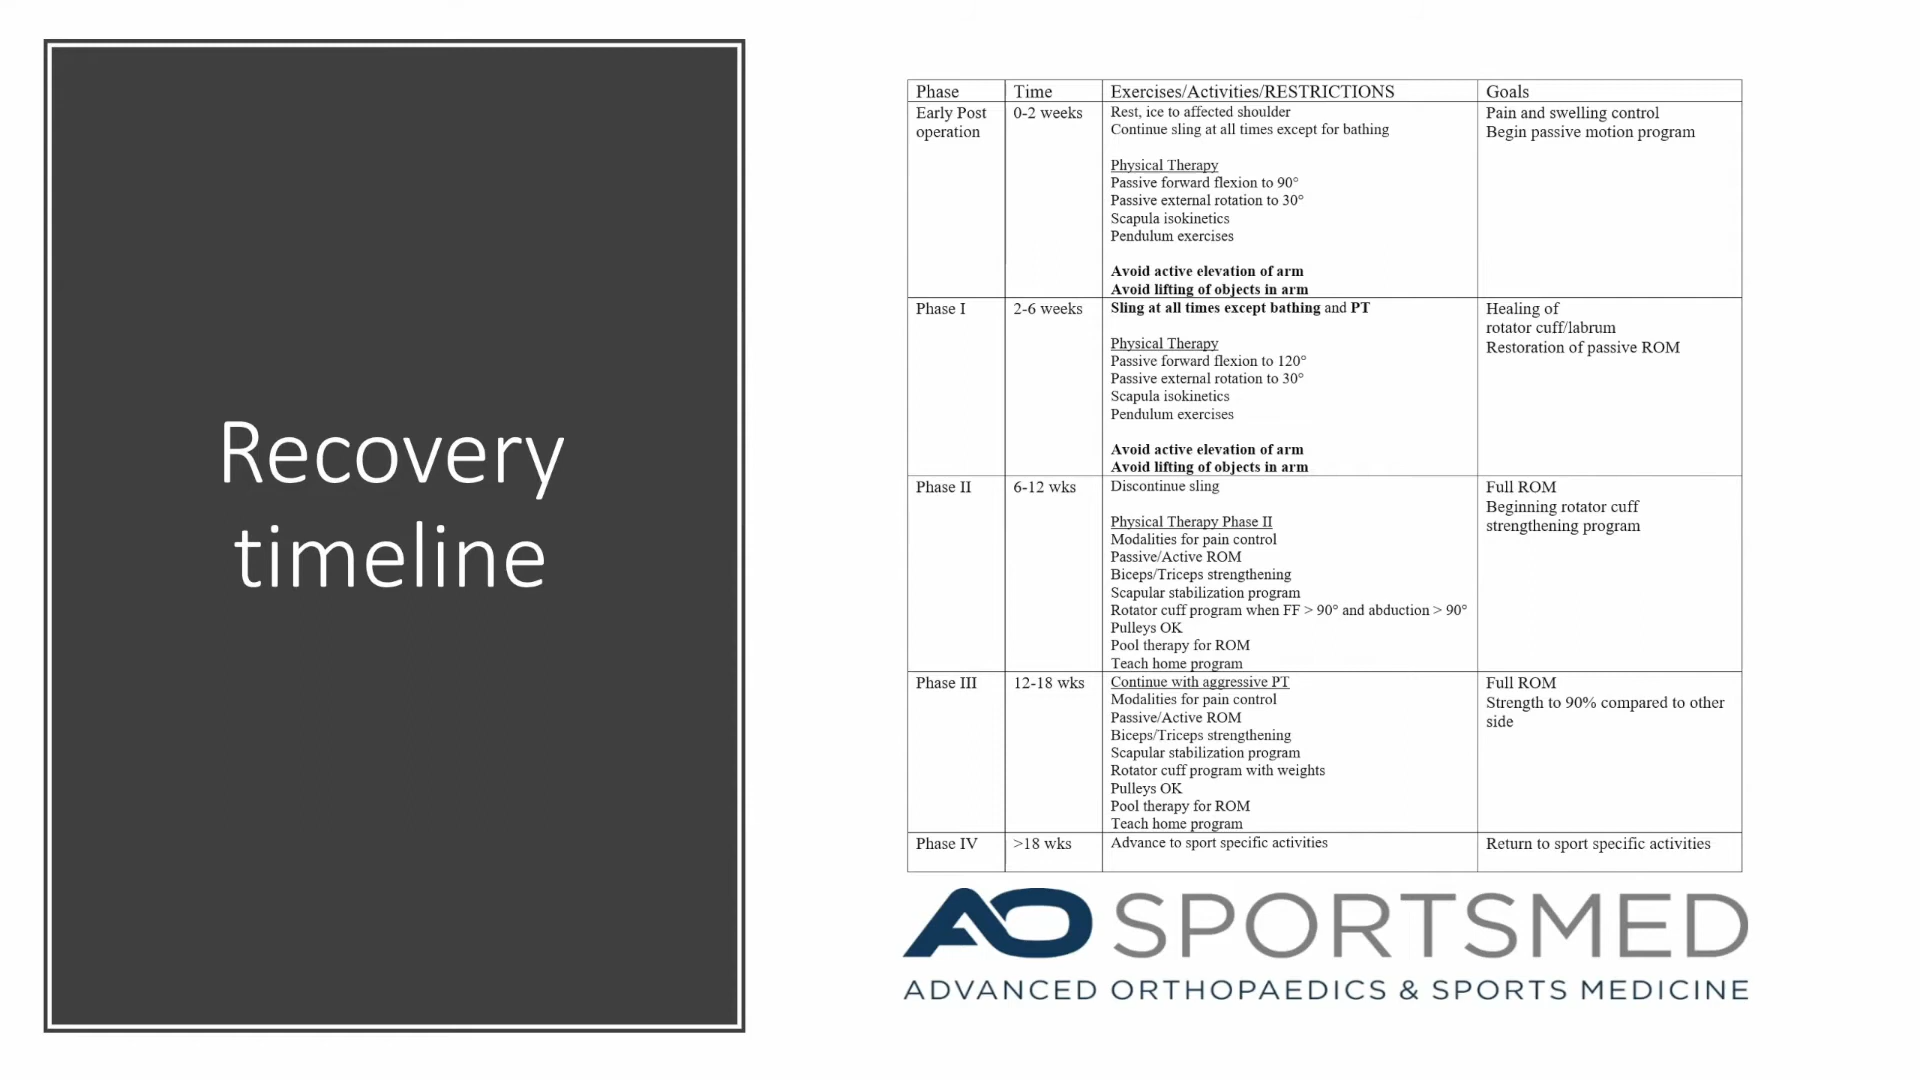 Recovery
timeline
Phase Time Exercises/Activities/RESTRICTIONS Goals
Early Post
operation
0-2 weeks
Rest, ice to affected shoulder
Continue sling at all times except for bathing
Physical Therapy
Passive forward flexion to 90°
Passive external rotation to 30°
Scapula isokinetics
Pendulum exercises
Avoid active elevation of arm
Avoid lifting of objects in arm
Pain and swelling control
Begin passive motion program
Phase I
2-6 weeks
Sling at all times except bathing and PT
Physical Therapy
Passive forward flexion to 120°
Passive external rotation to 30°
Scapula isokinetics
Pendulum exercises
Avoid active elevation of arm
Avoid lifting of objects in arm
Healing of
rotator cuff/labrum
Restoration of passive ROM
Phase II
6-12 wks
Discontinue sling
Physical Therapy Phase II
Modalities for pain control
Passive/Active ROM
Biceps/Triceps strengthening
Scapular stabilization program
Rotator cuff program when FF > 90° and abduction > 90°
Pulleys OK
Pool therapy for ROM
Teach home program
Full ROM
Beginning rotator cuff
strengthening program
Phase III
12-18 wks
Continue with aggressive PT
Modalities for pain control
Passive/Active ROM
Biceps/Triceps strengthening
Scapular stabilization program
Rotator cuff program with weights
Pulleys OK
Pool therapy for ROM
Teach home program
Full ROM
Strength to 90% compared to other
side
Phase IV
>18 wks
Advance to sport specific activities
Return to sport specific activities
AO SPORTSMED
ADVANCED ORTHOPAEDICS & SPORTS MEDICINE